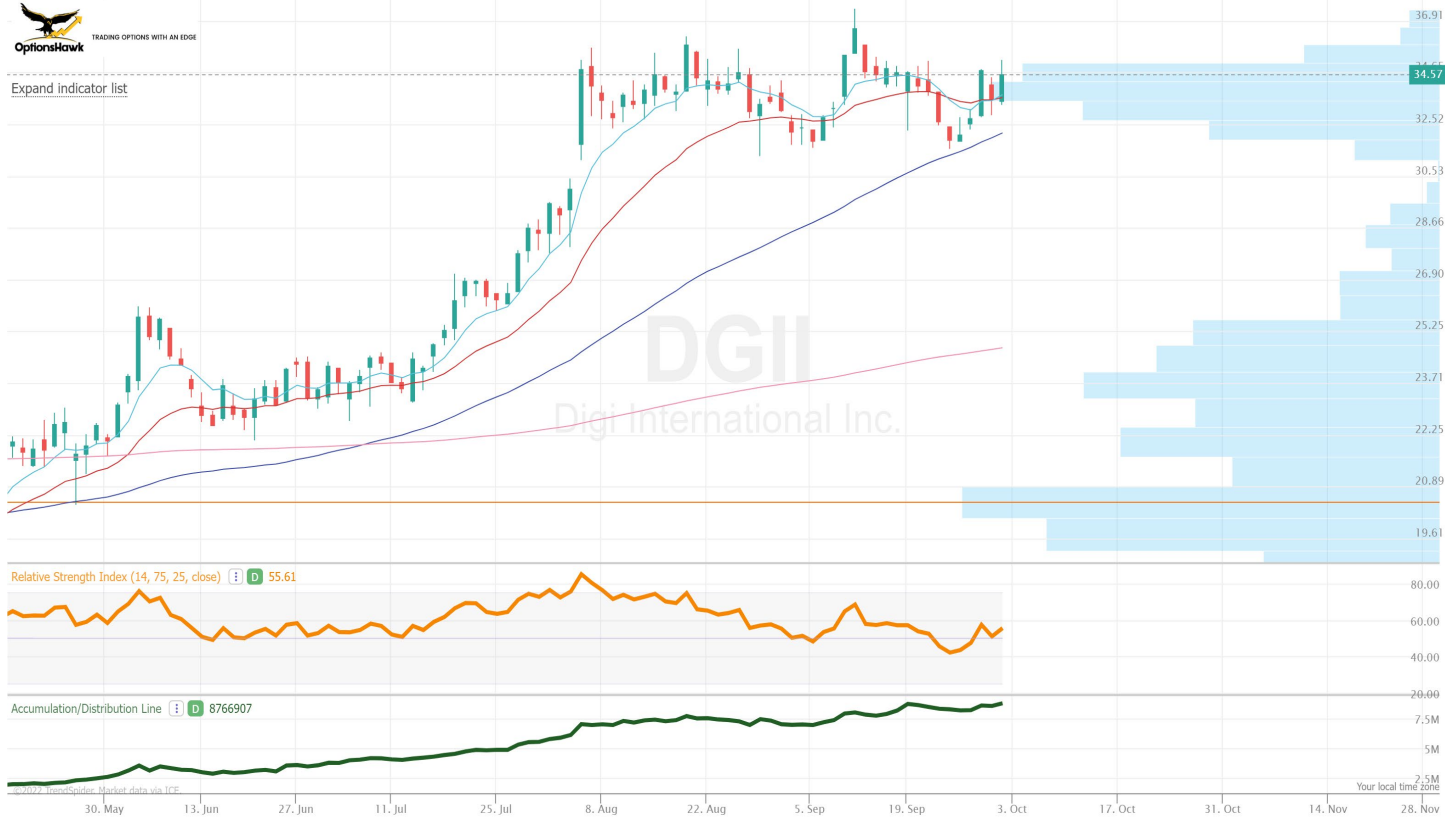 OptionsHawk
TRADING OPTIONS WITH AN EDGE
Expand indicator list
36.91
34.57
32.52
30.53
28.66
26.90
25.25
23.71
22.25
20.89
19.61
DGII
Digi International Inc.
Relative Strength Index (14, 75, 25, close) D 55.61
80.00
60.00
40.00
20.00
Accumulation/Distribution Line D 8766907
7.5M
5M
2.5M
©2022 TrendSpider. Market data via ICE.
Your local time zone
30. May 13. Jun 27. Jun 11. Jul 25. Jul 8. Aug 22. Aug 5. Sep 19. Sep 3. Oct 17. Oct 31. Oct 14. Nov 28. Nov